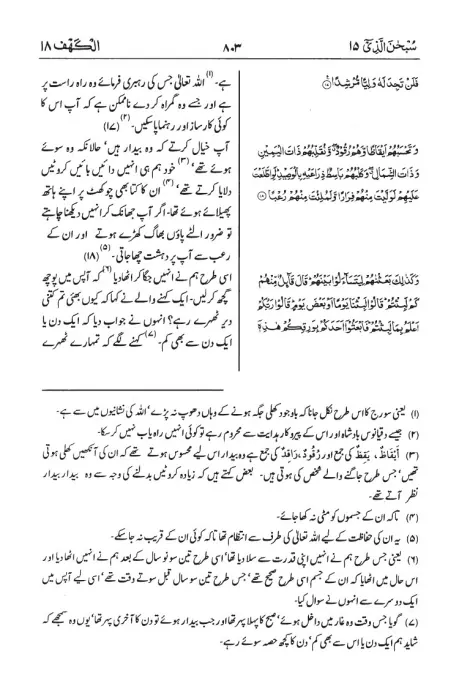 سُبْحٰنَ الَّذِيْٓ ۱۵
۸۰۳
الكَهْف ۱۸
فَلَنْ تَجِدَ لَهٗ وَلِيًّا مُّرْشِدًا ۝
وَتَحْسَبُهُمْ اَيْقَاظًا وَّهُمْ رُقُوْدٌ ۖ وَّنُقَلِّبُهُمْ ذَاتَ الْيَمِيْنِ
وَذَاتَ الشِّمَالِ ۖ وَكَلْبُهُمْ بَاسِطٌ ذِرَاعَيْهِ بِالْوَصِيْدِ ۭ لَوِ اطَّلَعْتَ
عَلَيْهِمْ لَوَلَّيْتَ مِنْهُمْ فِرَارًا وَّلَمُلِئْتَ مِنْهُمْ رُعْبًا ۝
وَكَذٰلِكَ بَعَثْنٰهُمْ لِيَتَسَآءَلُوْا بَيْنَهُمْ ۭ قَالَ قَآئِلٌ مِّنْهُمْ
كَمْ لَبِثْتُمْ ۭ قَالُوْا لَبِثْنَا يَوْمًا اَوْ بَعْضَ يَوْمٍ ۭ قَالُوْا رَبُّكُمْ
اَعْلَمُ بِمَا لَبِثْتُمْ ۭ فَابْعَثُوْٓا اَحَدَكُمْ بِوَرِقِكُمْ هٰذِهٖٓ
ہے۔ (۱) اللہ تعالیٰ جس کی رہبری فرمائے وہ راہ راست پر
ہے اور جسے وہ گمراہ کر دے ناممکن ہے کہ آپ اس کا
کوئی کارساز اور رہنما پاسکیں۔ (۲) (۱۷)
آپ خیال کرتے کہ وہ بیدار ہیں‘ حالانکہ وہ سوئے
ہوئے تھے‘ (۳) خود ہم ہی انہیں دائیں بائیں کروٹیں
دلایا کرتے تھے‘ (۴) ان کا کتا بھی چوکھٹ پر اپنے ہاتھ
پھیلائے ہوئے تھا۔ اگر آپ جھانک کر انہیں دیکھنا چاہتے
تو ضرور الٹے پاؤں بھاگ کھڑے ہوتے اور ان کے
رعب سے آپ پر دہشت چھا جاتی۔ (۵) (۱۸)
اسی طرح ہم نے انہیں جگا کر اٹھا دیا (۶) کہ آپس میں پوچھ
گچھ کرلیں۔ ایک کہنے والے نے کہا کہ کیوں بھئی تم کتنی
دیر ٹھہرے رہے؟ انہوں نے جواب دیا کہ ایک دن یا
ایک دن سے بھی کم۔ (۷) کہنے لگے کہ تمہارے ٹھہرے
(۱) یعنی سورج کا اس طرح نکل جانا کہ باوجود کھلی جگہ ہونے کے وہاں دھوپ نہ پڑے‘ اللہ کی نشانیوں میں سے ہے۔
(۲) جیسے دقیانوس بادشاہ اور اس کے پیروکار ہدایت سے محروم رہے تو کوئی انہیں راہ یاب نہیں کرسکا۔
(۳) أَیْقَاظٌ، یَقِظٌ کی جمع اور رُقُودٌ، رَاقِدٌ کی جمع ہے وہ بیدار اس لیے محسوس ہوتے تھے کہ ان کی آنکھیں کھلی ہوتی
تھیں‘ جس طرح جاگنے والے شخص کی ہوتی ہیں۔ بعض کہتے ہیں کہ زیادہ کروٹیں بدلنے کی وجہ سے وہ بیدار بیدار
نظر آتے تھے۔
(۴) تاکہ ان کے جسموں کو مٹی نہ کھا جائے۔
(۵) یہ ان کی حفاظت کے لیے اللہ تعالیٰ کی طرف سے انتظام تھا تاکہ کوئی ان کے قریب نہ جاسکے۔
(۶) یعنی جس طرح ہم نے انہیں اپنی قدرت سے سلا دیا تھا‘ اسی طرح تین سو نو سال کے بعد ہم نے انہیں اٹھا دیا اور
اس حال میں اٹھایا کہ ان کے جسم اسی طرح صحیح تھے‘ جس طرح تین سو سال قبل سوتے وقت تھے‘ اسی لیے آپس میں
ایک دوسرے سے انہوں نے سوال کیا۔
(۷) گویا جس وقت وہ غار میں داخل ہوئے‘ صبح کا پہلا پہر تھا اور جب بیدار ہوئے تو دن کا آخری پہر تھا‘ یوں وہ سمجھے کہ
شاید ہم ایک دن یا اس سے بھی کم‘ دن کا کچھ حصہ سوئے رہے۔